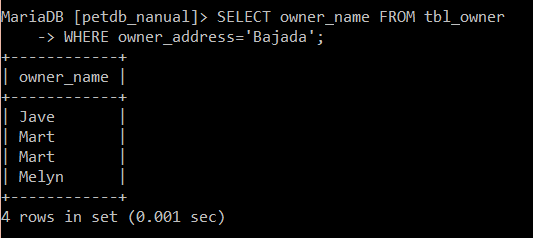 MariaDB [petdb_nanual]> SELECT owner_name FROM tbl_owner
    -> WHERE owner_address='Bajada';
+------------+
| owner_name |
+------------+
| Jave       |
| Mart       |
| Mart       |
| Melyn      |
+------------+
4 rows in set (0.001 sec)